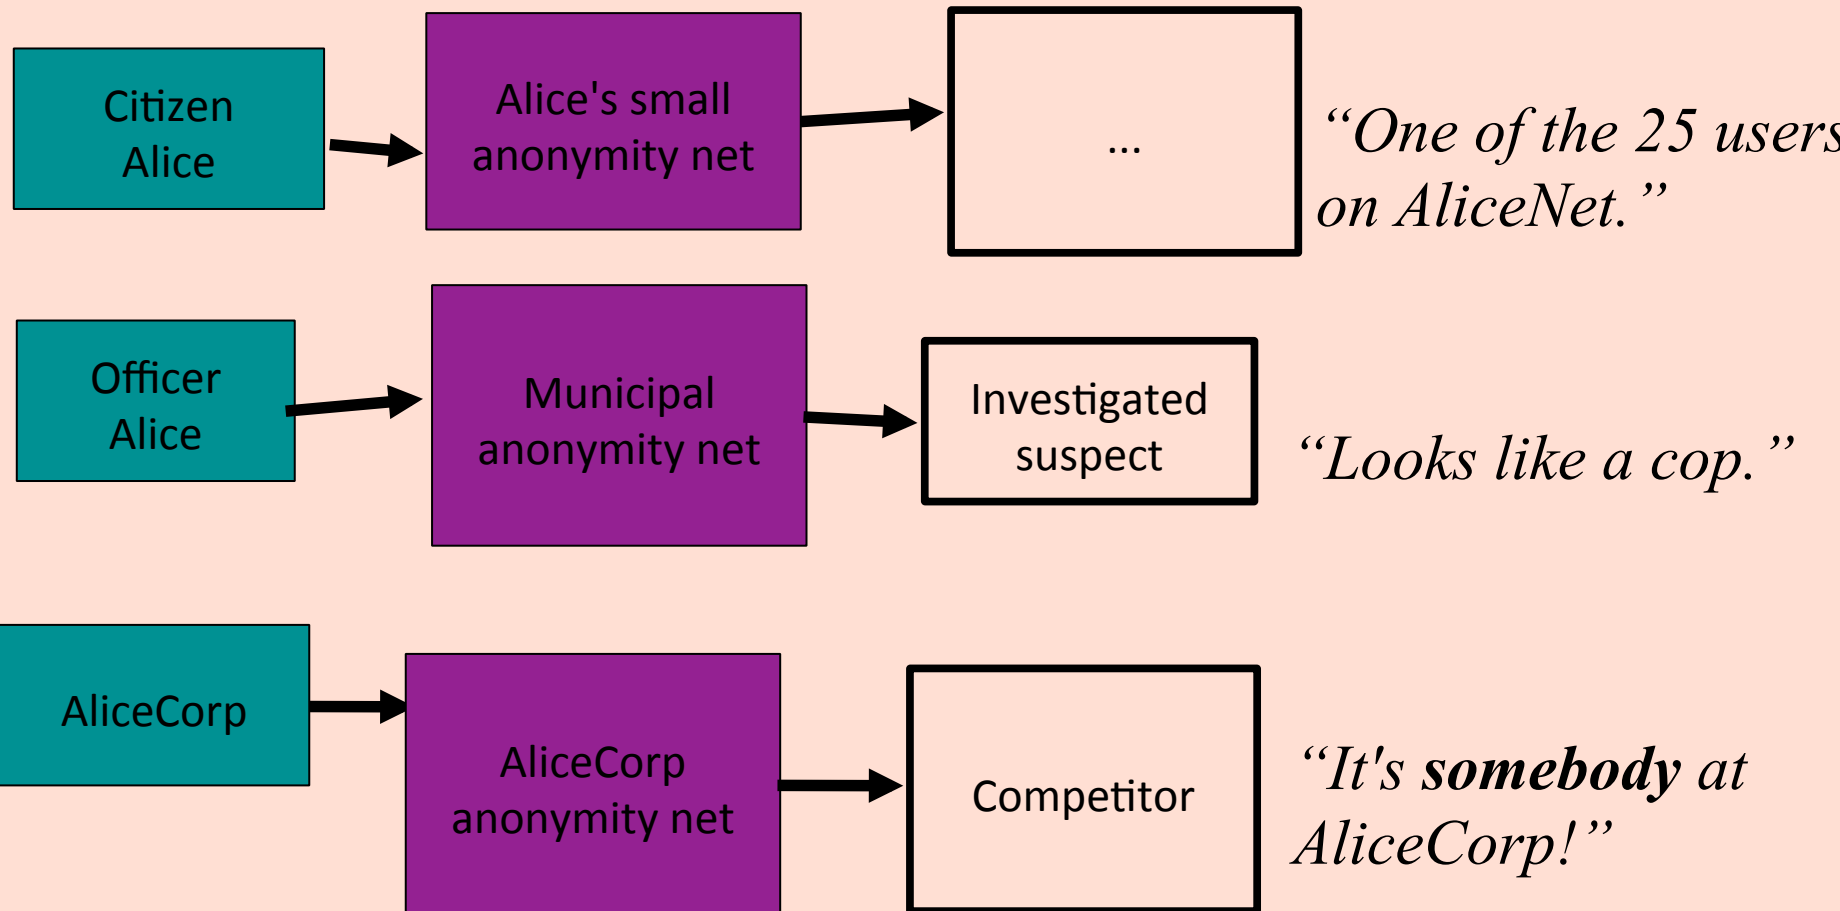 Citizen
Alice
Alice's small
anonymity net
...
“One of the 25 users
on AliceNet.”
Officer
Alice
Municipal
anonymity net
Investigated
suspect
“Looks like a cop.”
AliceCorp
AliceCorp
anonymity net
Competitor
“It's somebody at
AliceCorp!”